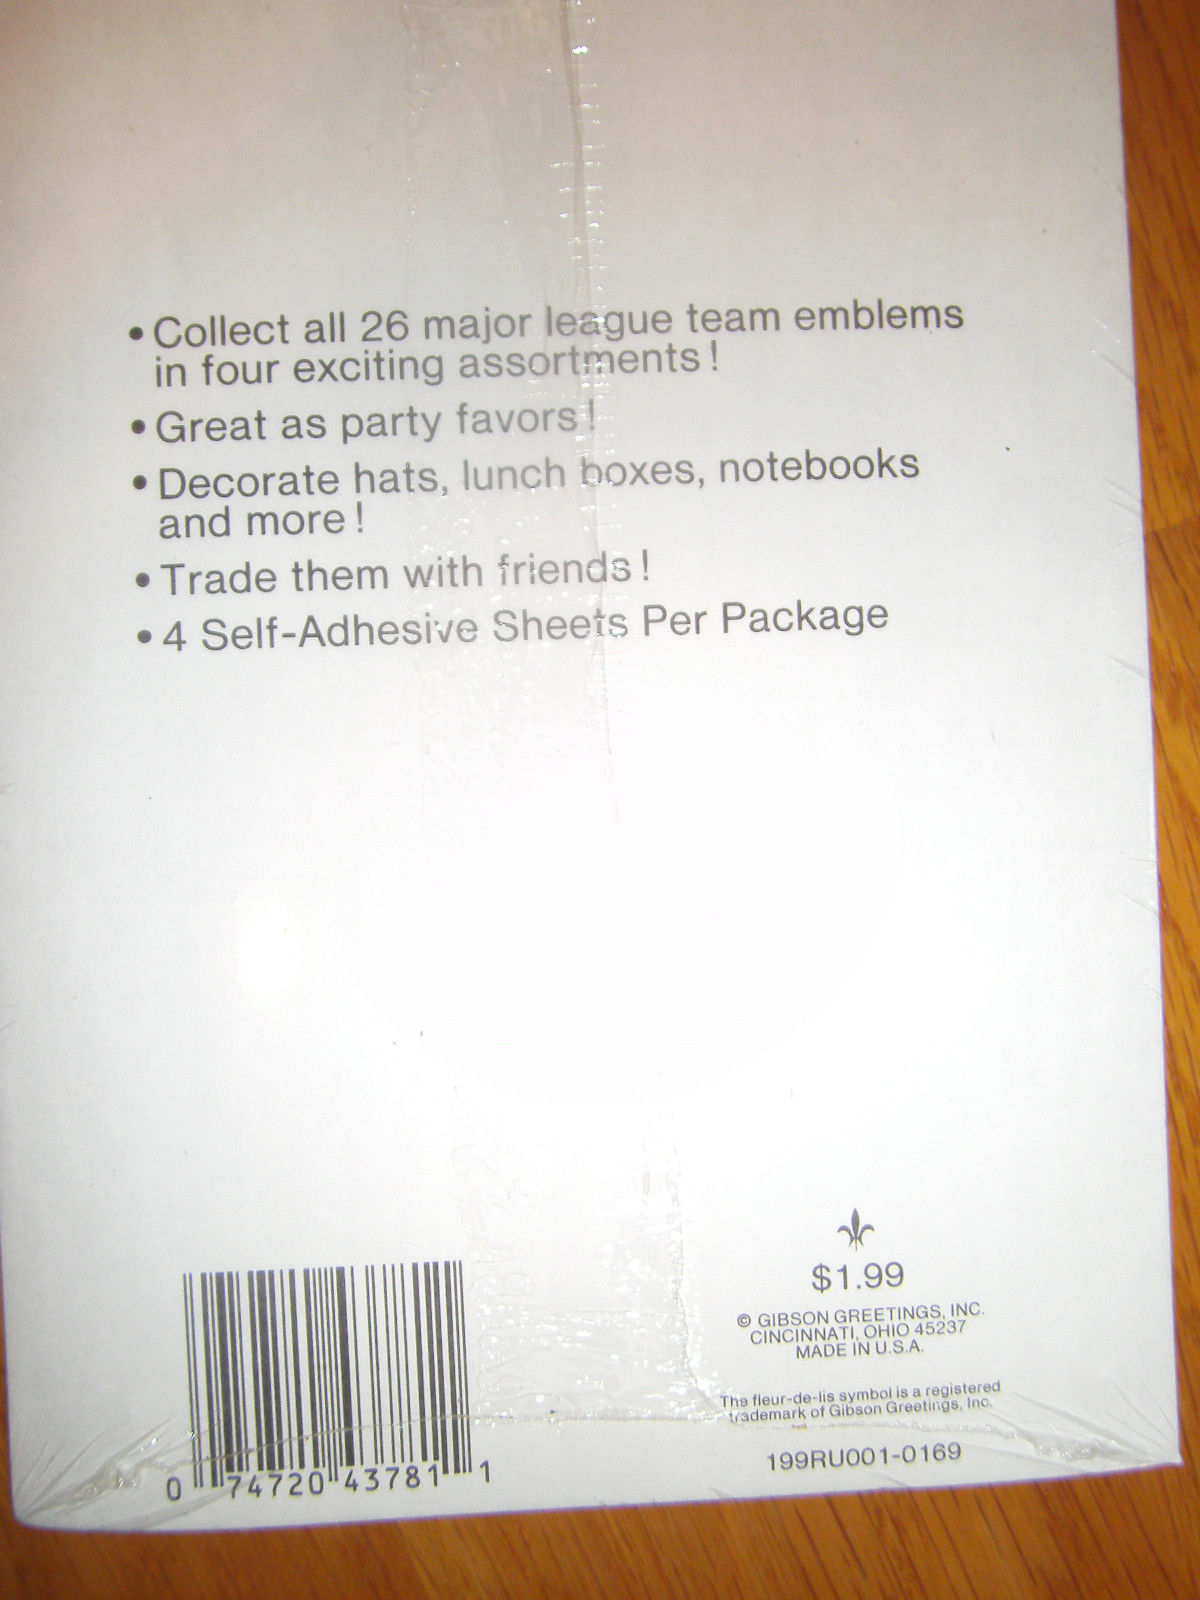 • Collect all 26 major league team emblems
in four exciting assortments!
• Great as party favors!
• Decorate hats, lunch boxes, notebooks
and more!
• Trade them with friends!
• 4 Self-Adhesive Sheets Per Package
$1.99
© GIBSON GREETINGS, INC.
CINCINNATI, OHIO 45237
MADE IN U.S.A.
The fleur-de-lis symbol is a registered
trademark of Gibson Greetings, Inc.
199RU001-0169
0 74720 43781 1